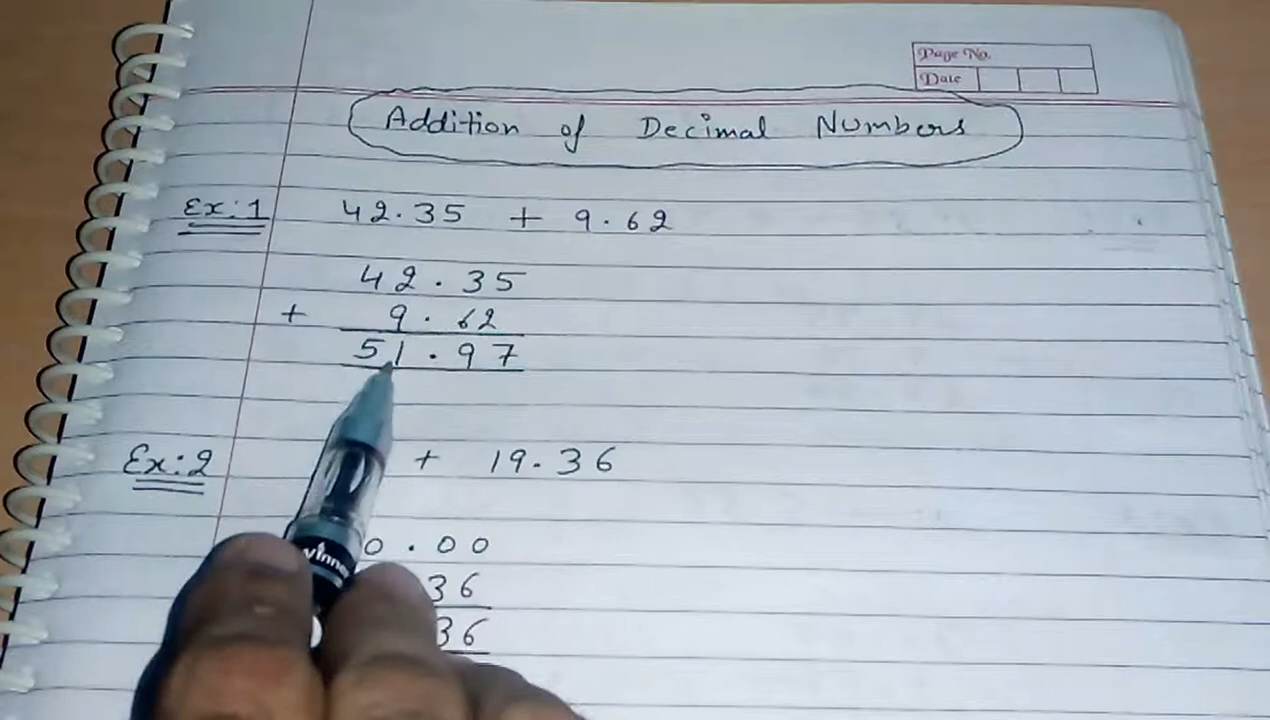 Page No.
Date
Addition of Decimal Numbers
Ex:1 42.35 + 9.62
42.35
+ 9.62
51.97
Ex:2 + 19.36
0.00
36
36